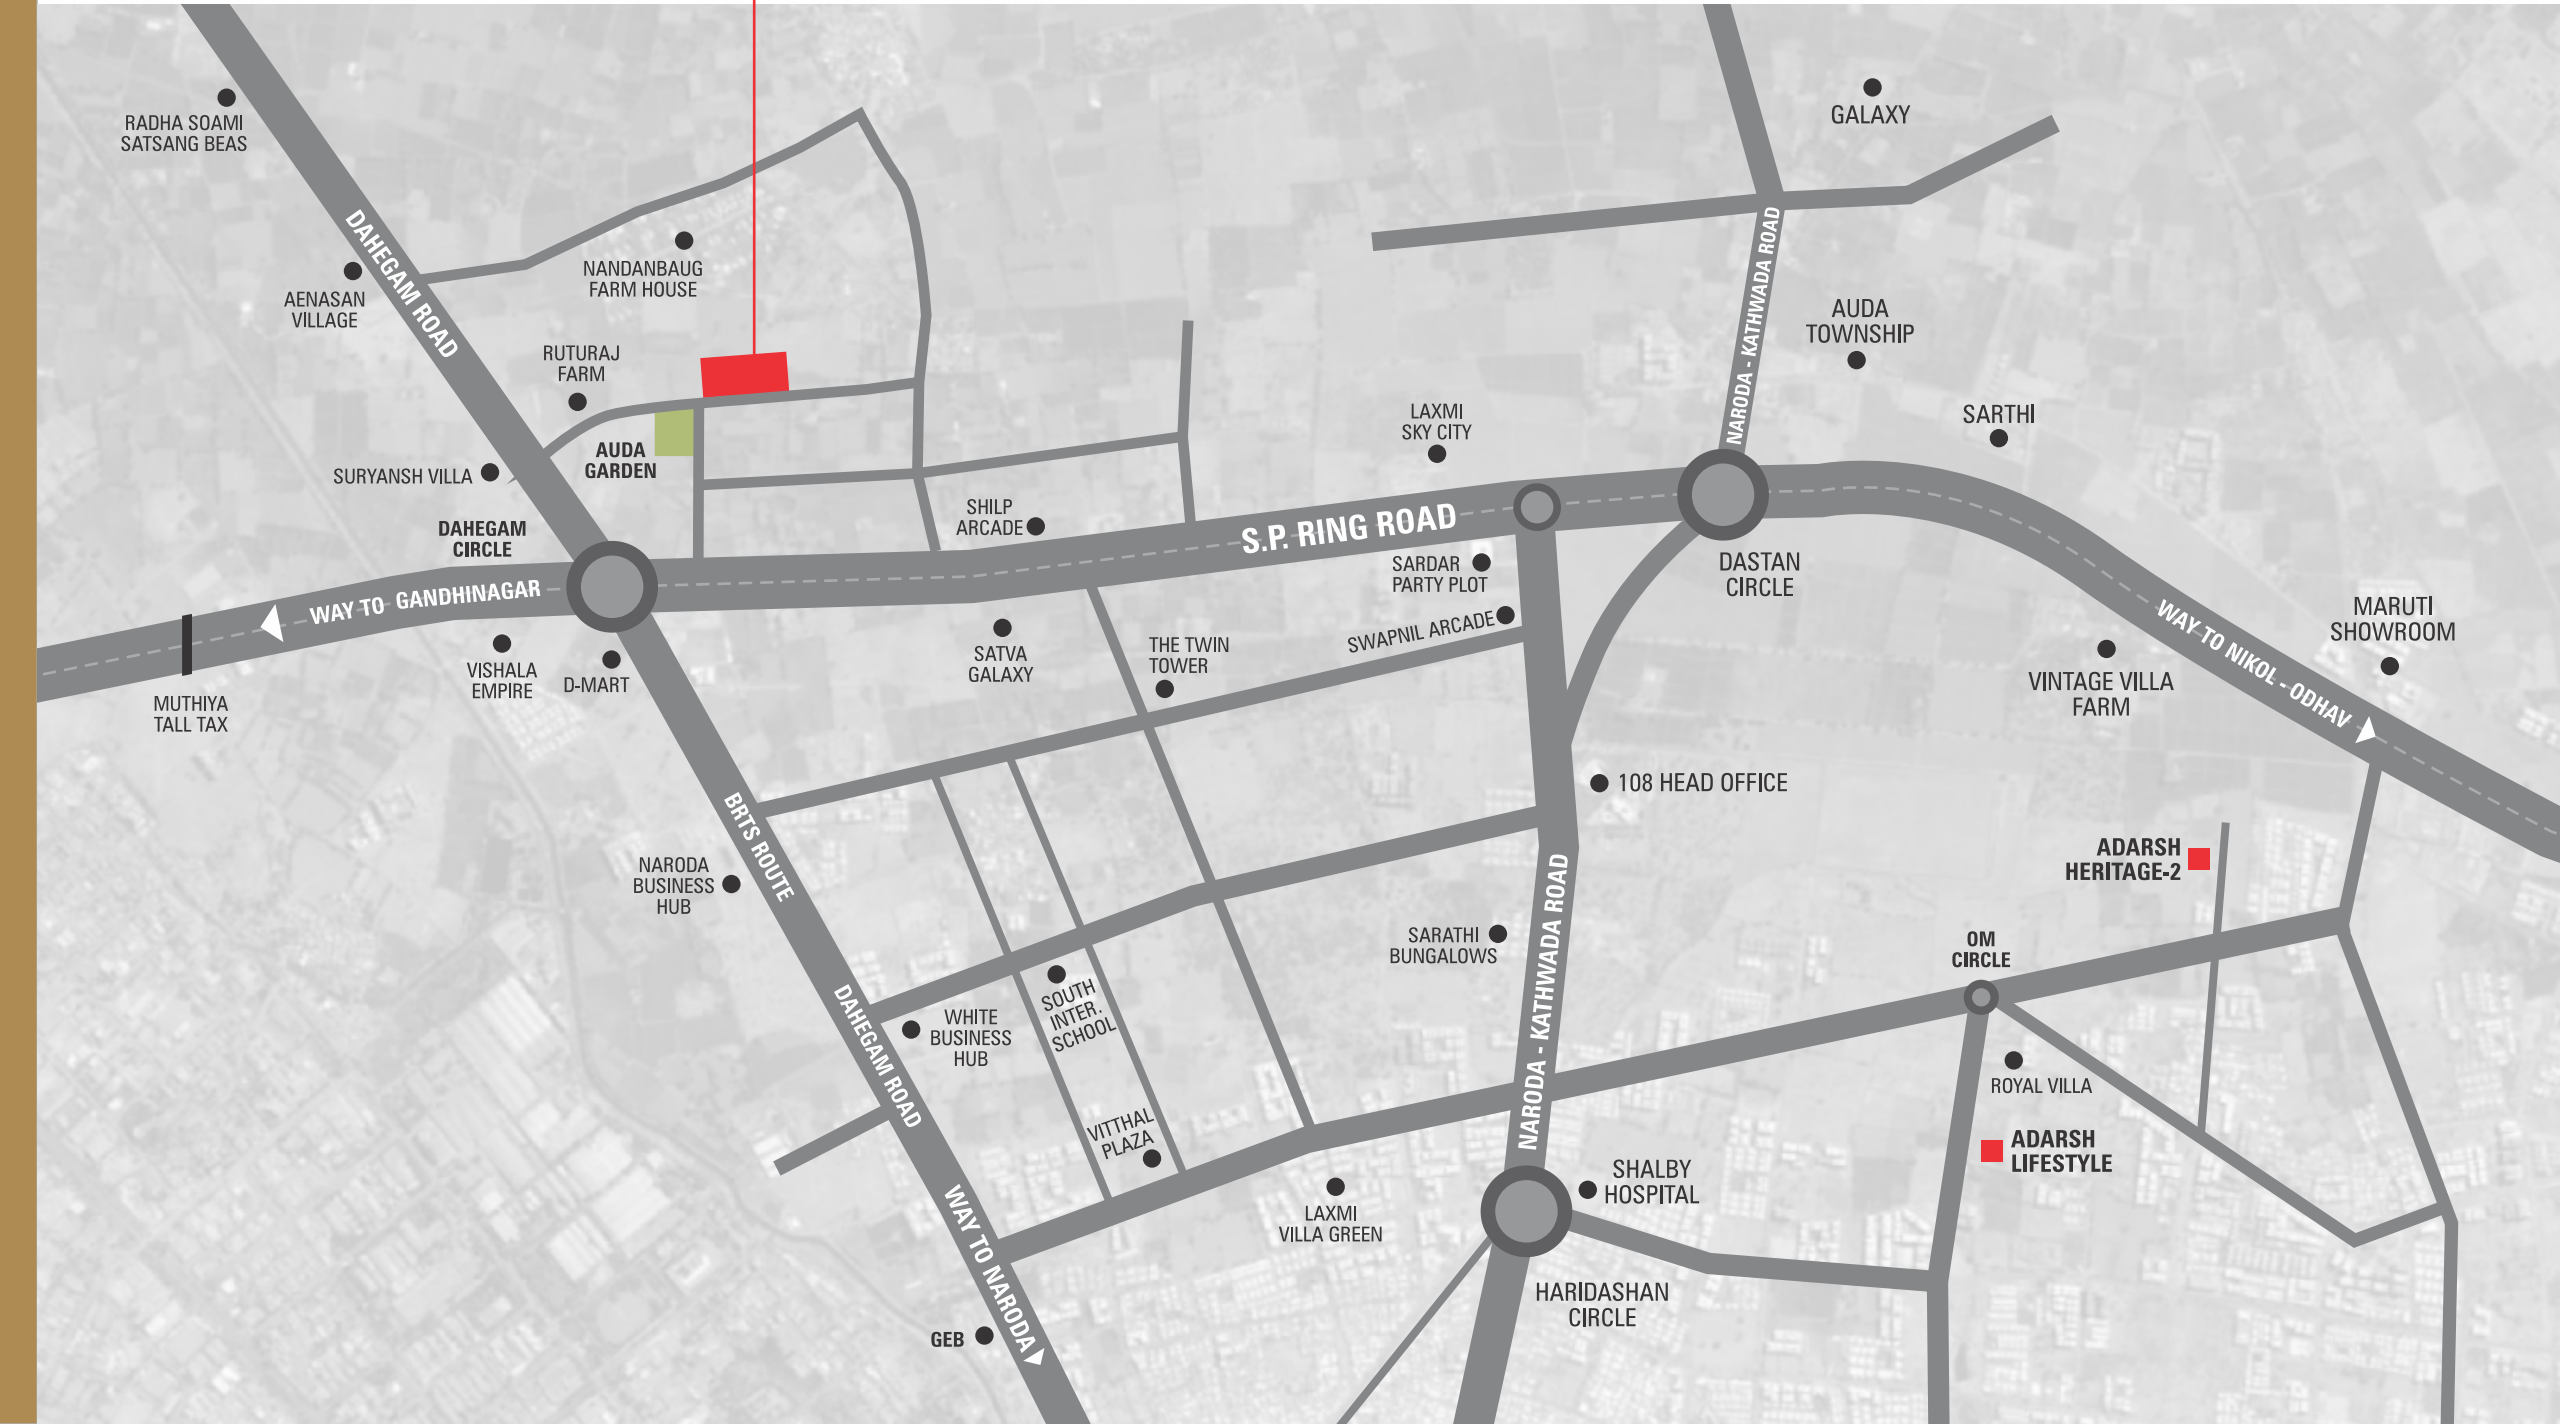 RADHA SOAMI
SATSANG BEAS
GALAXY
DAHEGAM ROAD
AENASAN
VILLAGE
NANDANBAUG
FARM HOUSE
NARODA - KATHWADA ROAD
AUDA
TOWNSHIP
RUTURAJ
FARM
AUDA
GARDEN
SURYANSH VILLA
LAXMI
SKY CITY
SARTHI
DAHEGAM
CIRCLE
SHILP
ARCADE
S.P. RING ROAD
WAY TO GANDHINAGAR
SARDAR
PARTY PLOT
DASTAN
CIRCLE
SWAPNIL ARCADE
WAY TO NIKOL - ODHAV
MARUTI
SHOWROOM
MUTHIYA
TALL TAX
VISHALA
EMPIRE
D-MART
SATVA
GALAXY
THE TWIN
TOWER
VINTAGE VILLA
FARM
108 HEAD OFFICE
BRTS ROUTE
NARODA
BUSINESS
HUB
ADARSH
HERITAGE-2
NARODA - KATHWADA ROAD
SARATHI
BUNGALOWS
OM
CIRCLE
DAHEGAM ROAD
WHITE
BUSINESS
HUB
SOUTH
INTER.
SCHOOL
ROYAL VILLA
VITTHAL
PLAZA
ADARSH
LIFESTYLE
SHALBY
HOSPITAL
LAXMI
VILLA GREEN
WAY TO NARODA
HARIDASHAN
CIRCLE
GEB